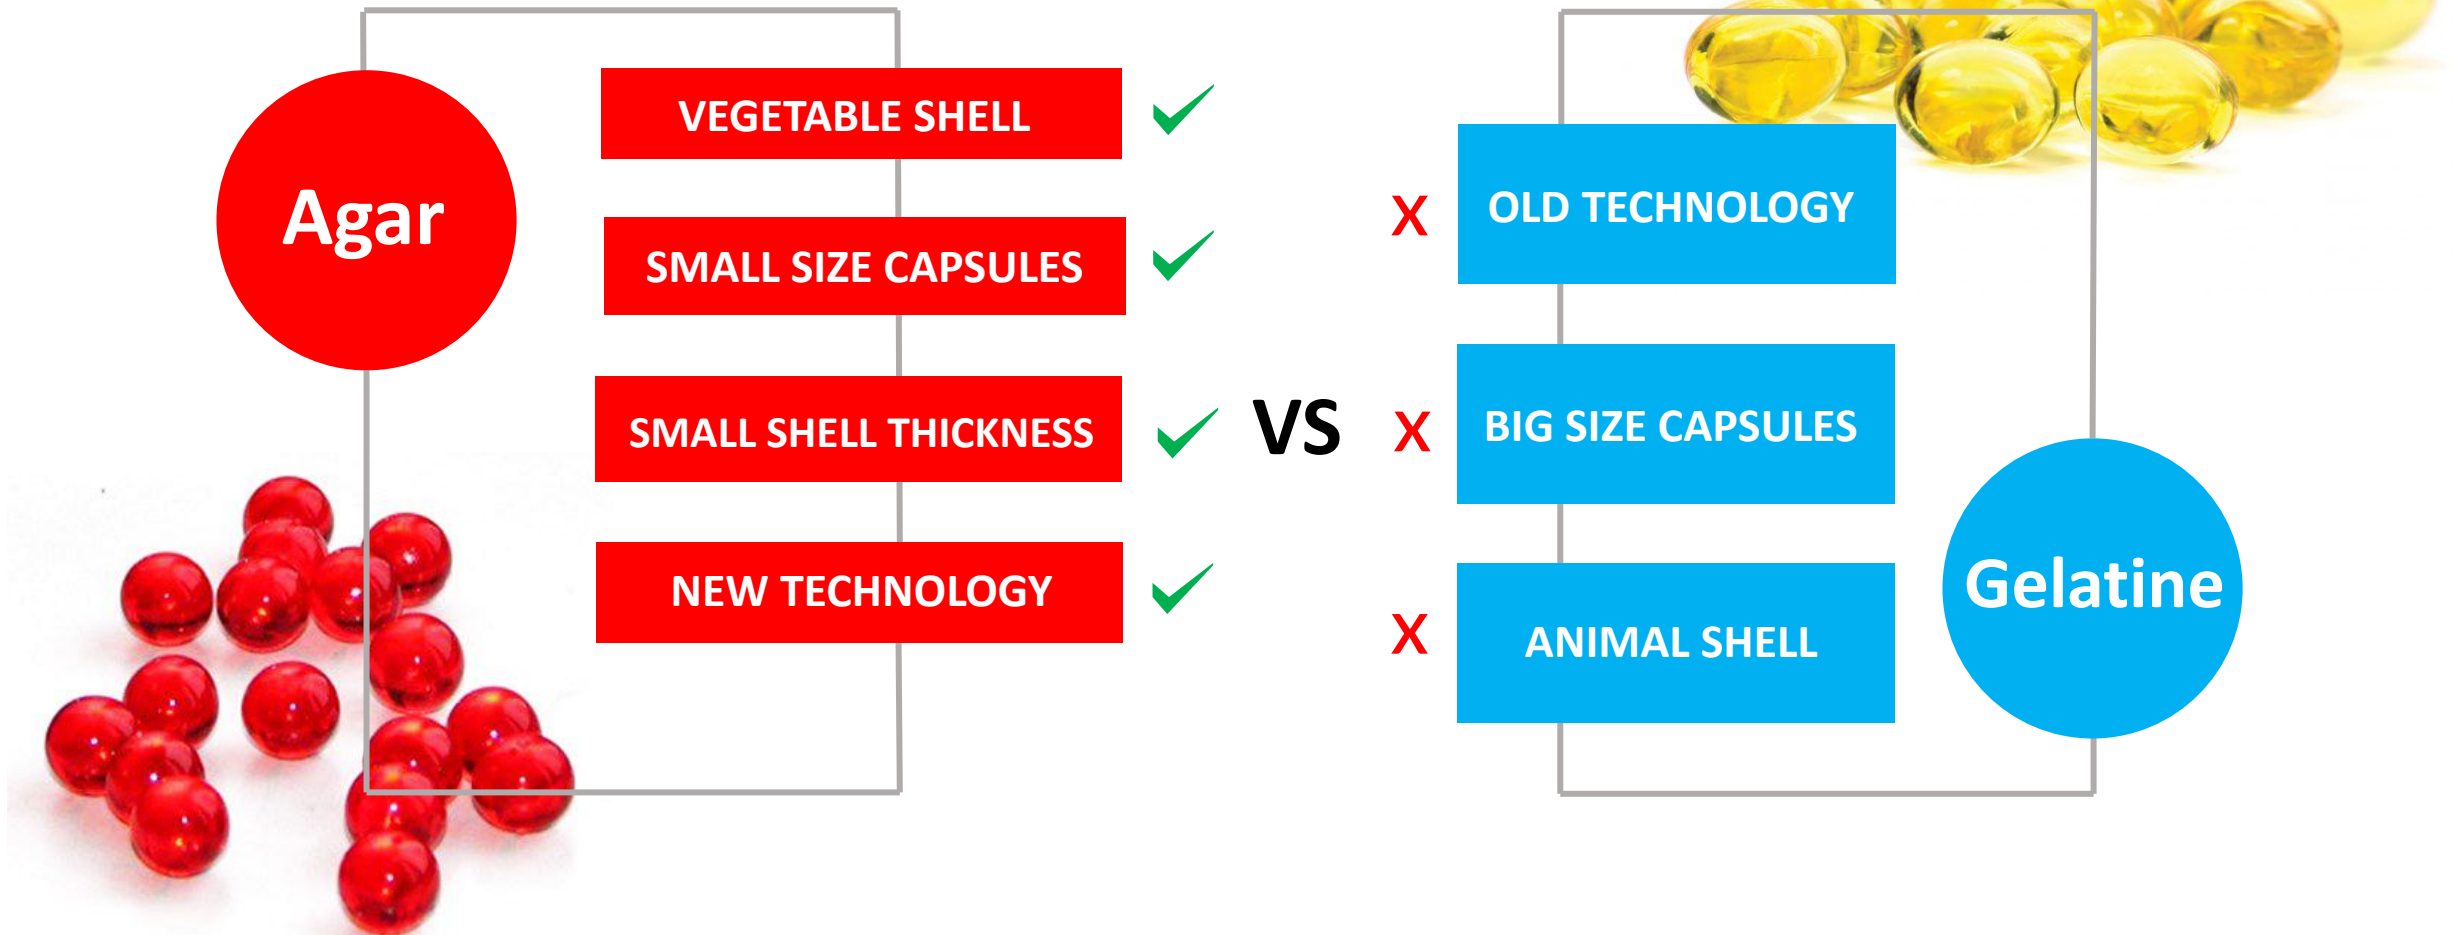 Agar
VEGETABLE SHELL
SMALL SIZE CAPSULES
SMALL SHELL THICKNESS
NEW TECHNOLOGY
VS
X
OLD TECHNOLOGY
X
BIG SIZE CAPSULES
X
ANIMAL SHELL
Gelatine